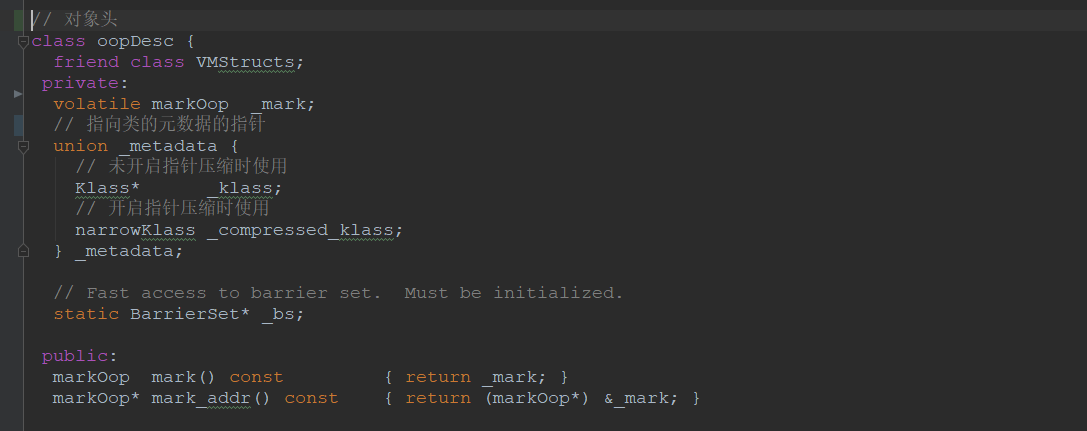 // 对象头
class oopDesc {
  friend class VMStructs;
 private:
  volatile markOop  _mark;
  // 指向类的元数据的指针
  union _metadata {
    // 未开启指针压缩时使用
    Klass*      _klass;
    // 开启指针压缩时使用
    narrowKlass _compressed_klass;
  } _metadata;

  // Fast access to barrier set.  Must be initialized.
  static BarrierSet* _bs;

 public:
  markOop  mark() const         { return _mark; }
  markOop* mark_addr() const    { return (markOop*) &_mark; }